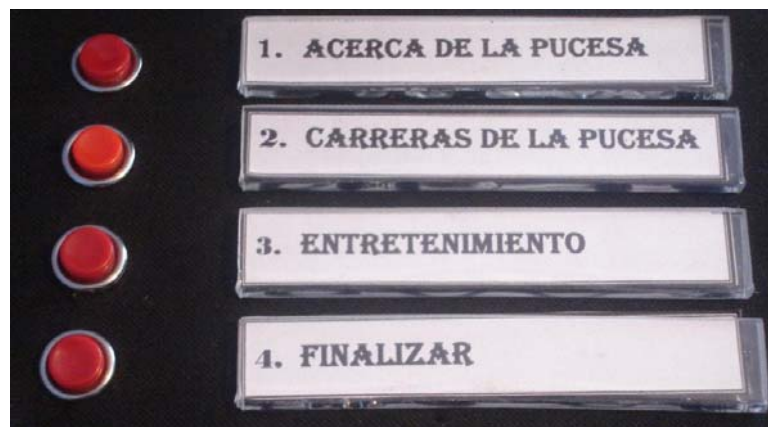 1. ACERCA DE LA PUCESA
2. CARRERAS DE LA PUCESA
3. ENTRETENIMIENTO
4. FINALIZAR